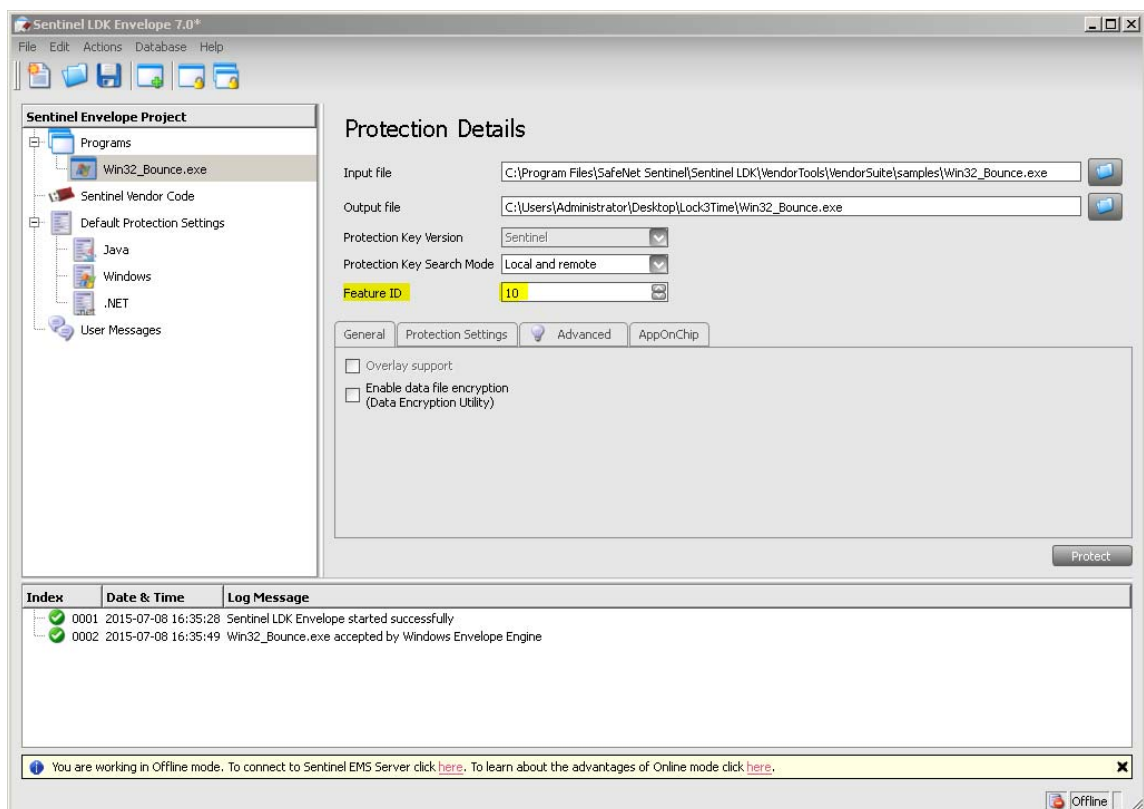 Sentinel LDK Envelope 7.0*
File Edit Actions Database Help
Sentinel Envelope Project
Programs
Win32_Bounce.exe
Sentinel Vendor Code
Default Protection Settings
Java
Windows
.NET
User Messages
Protection Details
Input file C:\Program Files\SafeNet Sentinel\Sentinel LDK\VendorTools\VendorSuite\samples\Win32_Bounce.exe
Output file C:\Users\Administrator\Desktop\Lock3Time\Win32_Bounce.exe
Protection Key Version Sentinel
Protection Key Search Mode Local and remote
Feature ID 10
General Protection Settings Advanced AppOnChip
Overlay support
Enable data file encryption
(Data Encryption Utility)
Protect
Index Date & Time Log Message
0001 2015-07-08 16:35:28 Sentinel LDK Envelope started successfully
0002 2015-07-08 16:35:49 Win32_Bounce.exe accepted by Windows Envelope Engine
You are working in Offline mode. To connect to Sentinel EMS Server click here. To learn about the advantages of Online mode click here.
Offline